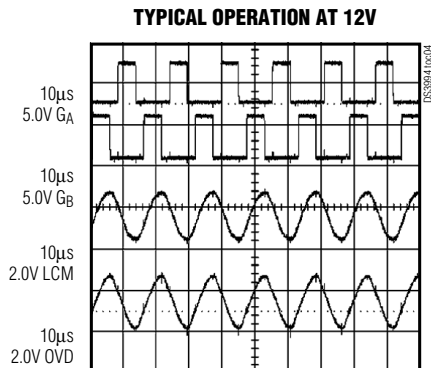 TYPICAL OPERATION AT 12V
DS3994 toc04
10µs
5.0V GA
10µs
5.0V GB
10µs
2.0V LCM
10µs
2.0V OVD